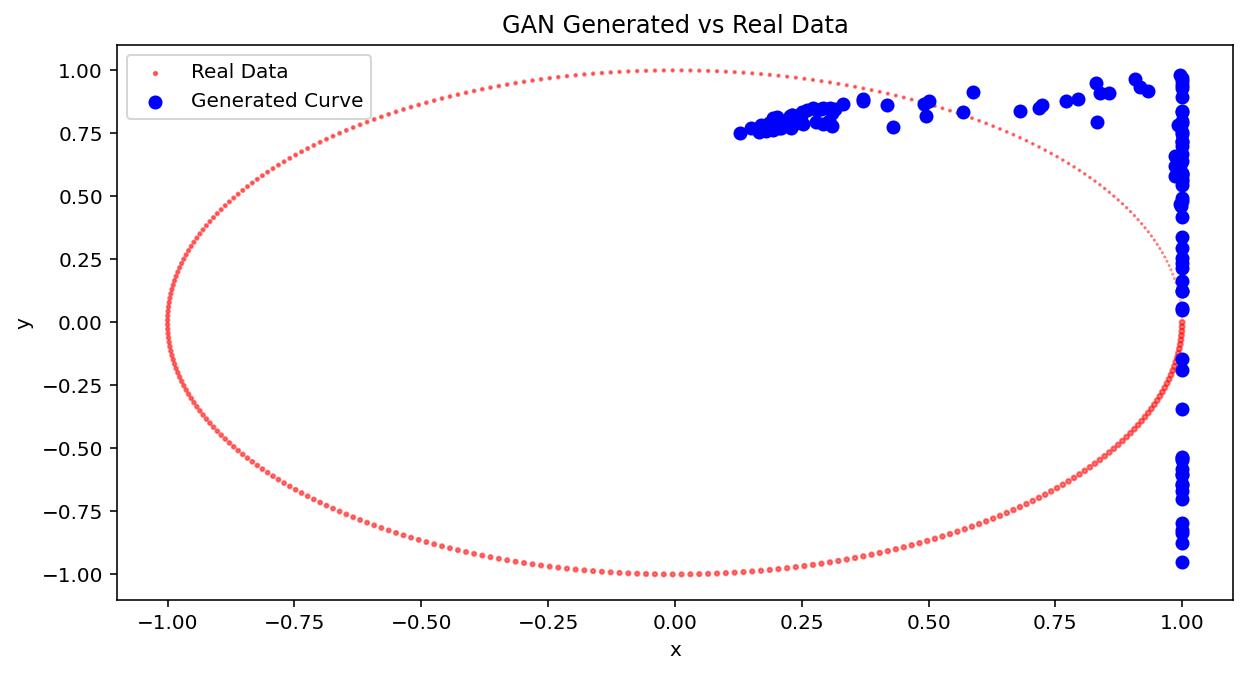 GAN Generated vs Real Data
Real Data
Generated Curve
1.00
0.75
0.50
0.25
0.00
−0.25
−0.50
−0.75
−1.00
y
−1.00 −0.75 −0.50 −0.25 0.00 0.25 0.50 0.75 1.00
x